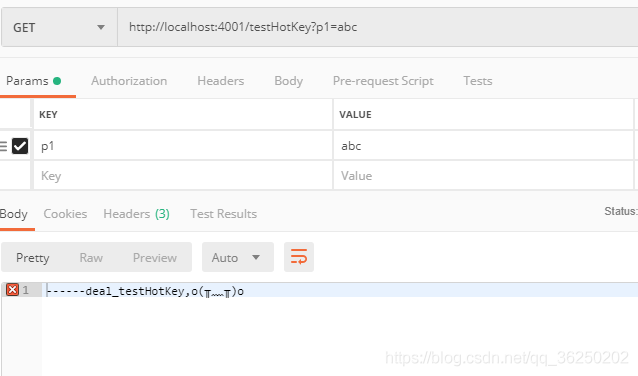 GET http://localhost:4001/testHotKey?p1=abc
Params Authorization Headers Body Pre-request Script Tests
KEY VALUE
p1 abc
Key Value
Body Cookies Headers (3) Test Results Status:
Pretty Raw Preview Auto
1 ------deal_testHotKey,o(╥﹏╥)o
https://blog.csdn.net/qq_36250202